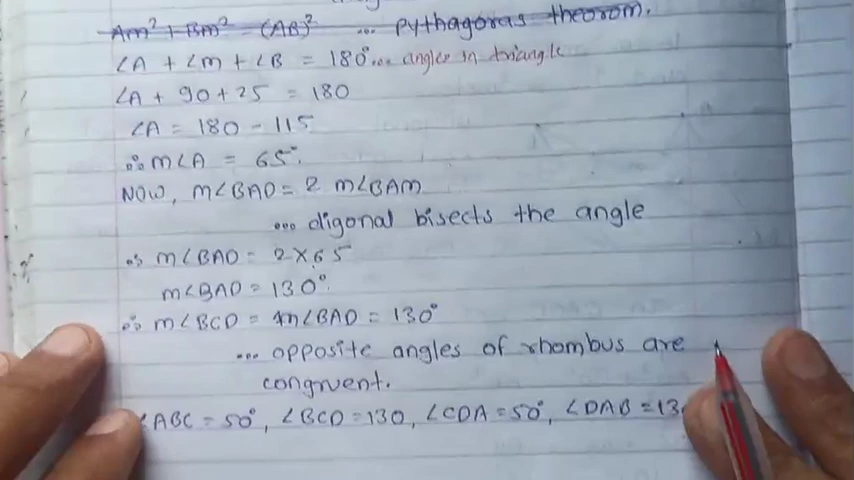 Am² + Bm² = (AB)² ... pythagoras theorom.
∠A + ∠m + ∠B = 180° ... angles in triangle
∠A + 90 + 25 = 180
∠A = 180 - 115
∴ m∠A = 65°.
NOW, m∠BAD = 2 m∠BAM
... digonal bisects the angle
∴ m∠BAD = 2×65
m∠BAD = 130°.
∴ m∠BCD = m∠BAD = 130°
... opposite angles of rhombus are
congruent.
∠ABC = 50°, ∠BCD = 130, ∠CDA = 50°, ∠DAB = 13